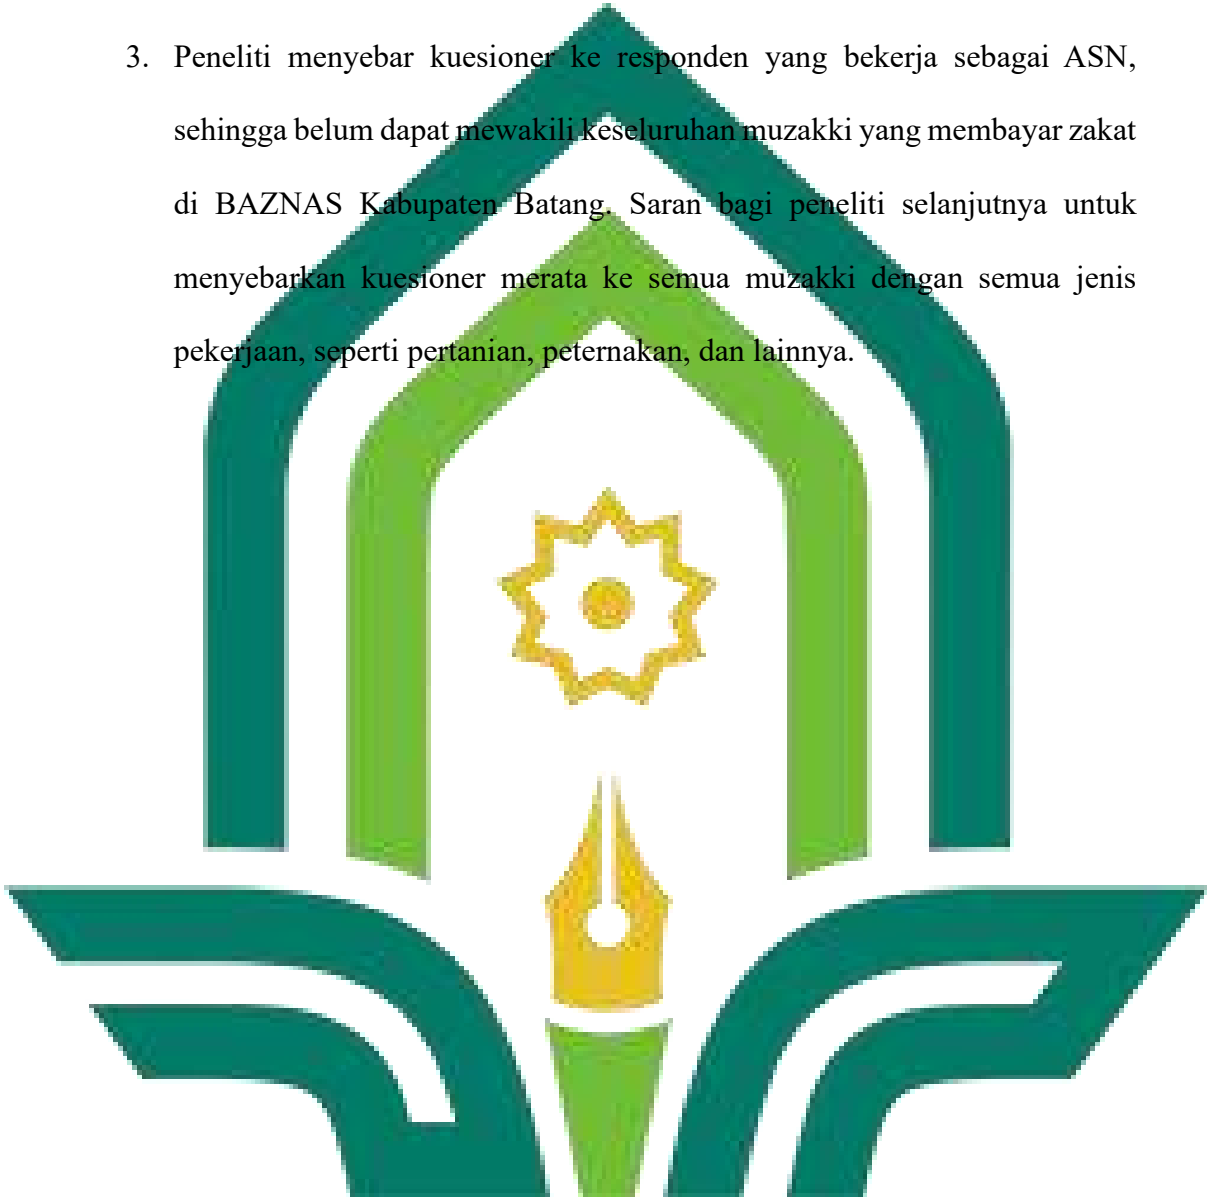 3. Peneliti menyebar kuesioner ke responden yang bekerja sebagai ASN,
sehingga belum dapat mewakili keseluruhan muzakki yang membayar zakat
di BAZNAS Kabupaten Batang. Saran bagi peneliti selanjutnya untuk
menyebarkan kuesioner merata ke semua muzakki dengan semua jenis
pekerjaan, seperti pertanian, peternakan, dan lainnya.